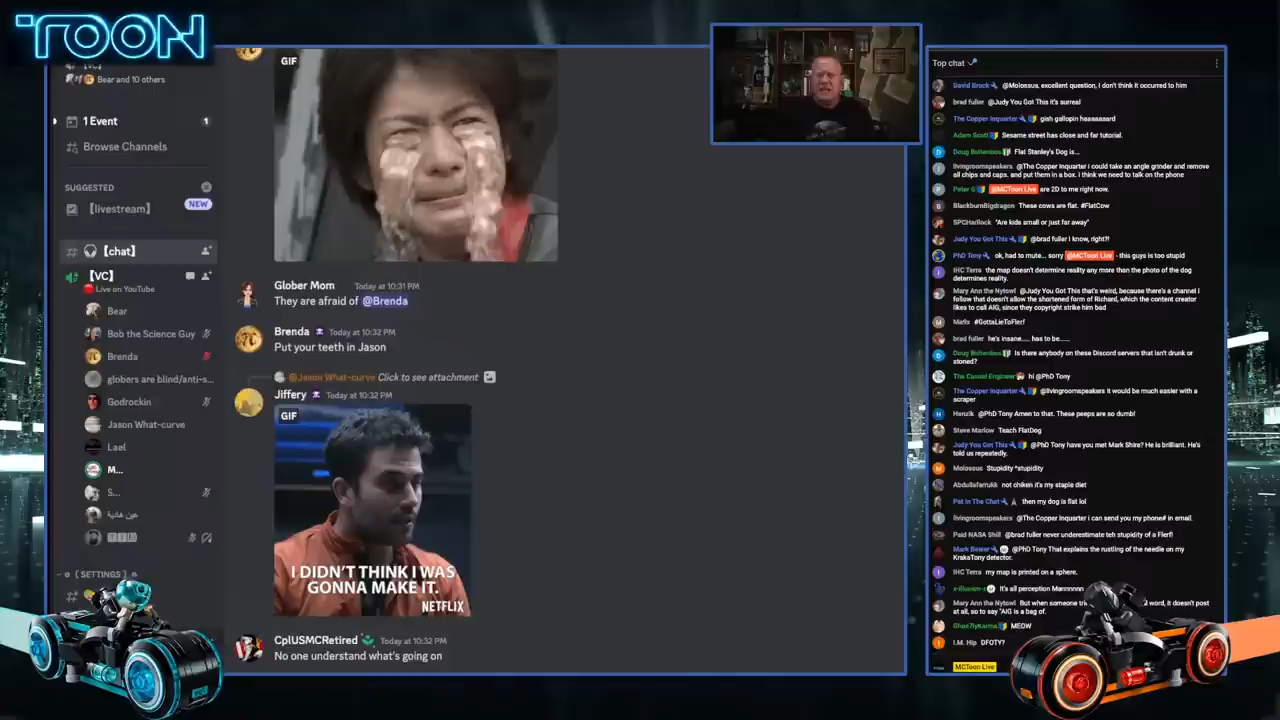 TOON
Bear and 10 others
1 Event
1
Browse Channels
SUGGESTED
[livestream]
NEW
[chat]
[VC]
Live on YouTube
Bear
Bob the Science Guy
Brenda
globers are blind/anti-s...
Godrockin
Jason What-curve
Lael
M...
S...
عون هانية
( SETTINGS )
GIF
Glober Mom Today at 10:31 PM
They are afraid of @Brenda
Brenda Today at 10:32 PM
Put your teeth in Jason
@Jason What-curve Click to see attachment
Jiffery Today at 10:32 PM
GIF
I DIDN'T THINK I WAS
GONNA MAKE IT.
NETFLIX
CplUSMCRetired Today at 10:32 PM
No one understand what's going on
Top chat
David Brock @Molossus, excellent question, I don't think it occurred to him
brad fuller @Judy You Got This it's surreal
The Copper Inquarter gish gallopin haaaaaaard
Adam Scott Sesame street has close and far tutorial.
Doug Bultenbos Flat Stanley's Dog is...
livingroomspeakers @The Copper Inquarter i could take an angle grinder and remove
all chips and caps. and put them in a box. i think we need to talk on the phone
Peter G @MCToon Live are 2D to me right now.
BlackburnBigdragon These cows are flat. #FlatCow
SPCHarllock "Are kids small or just far away"
Judy You Got This @brad fuller I know, right?!
PhD Tony ok, had to mute... sorry @MCToon Live - this guys is too stupid
IHC Terra the map doesn't determine reality any more than the photo of the dog
determines reality.
Mary Ann the Nytowl @Judy You Got This that's weird, because there's a channel I
follow that doesn't allow the shortened form of Richard, which the content creator
likes to call AIG, since they copyright strike him bad
Ma9x #GottaLieToFlerf
brad fuller he's insane..... has to be......
Doug Bultenbos Is there anybody on these Discord servers that isn't drunk or
stoned?
The Casual Engineer hi @PhD Tony
The Copper Inquarter @livingroomspeakers It would be much easier with a
scraper
Henzik @PhD Tony Amen to that. These peeps are so dumb!
Steve Marlow Teach FlatDog
Judy You Got This @PhD Tony have you met Mark Shire? He is brilliant. He's
told us repeatedly.
Molossus Stupidity ^stupidity
Abdullafarrukk not chiken it's my staple diet
Pat In The Chat then my dog is flat lol
livingroomspeakers @The Copper Inquarter i can send you my phone# in email.
Paid NASA Shill @brad fuller never underestimate teh stupidity of a Flerf!
Mark Bewer @PhD Tony That explains the rustling of the needle on my
KrakaTony detector.
IHC Terra my map is printed on a sphere.
x-illusion-x It's all perception Mannnnnn
Mary Ann the Nytowl But when someone word, it doesn't post
at all, so to say "AIG is a bag of.
Ghos7lyKarma MEOW
I.M. Hip DFOTY?
MCToon Live